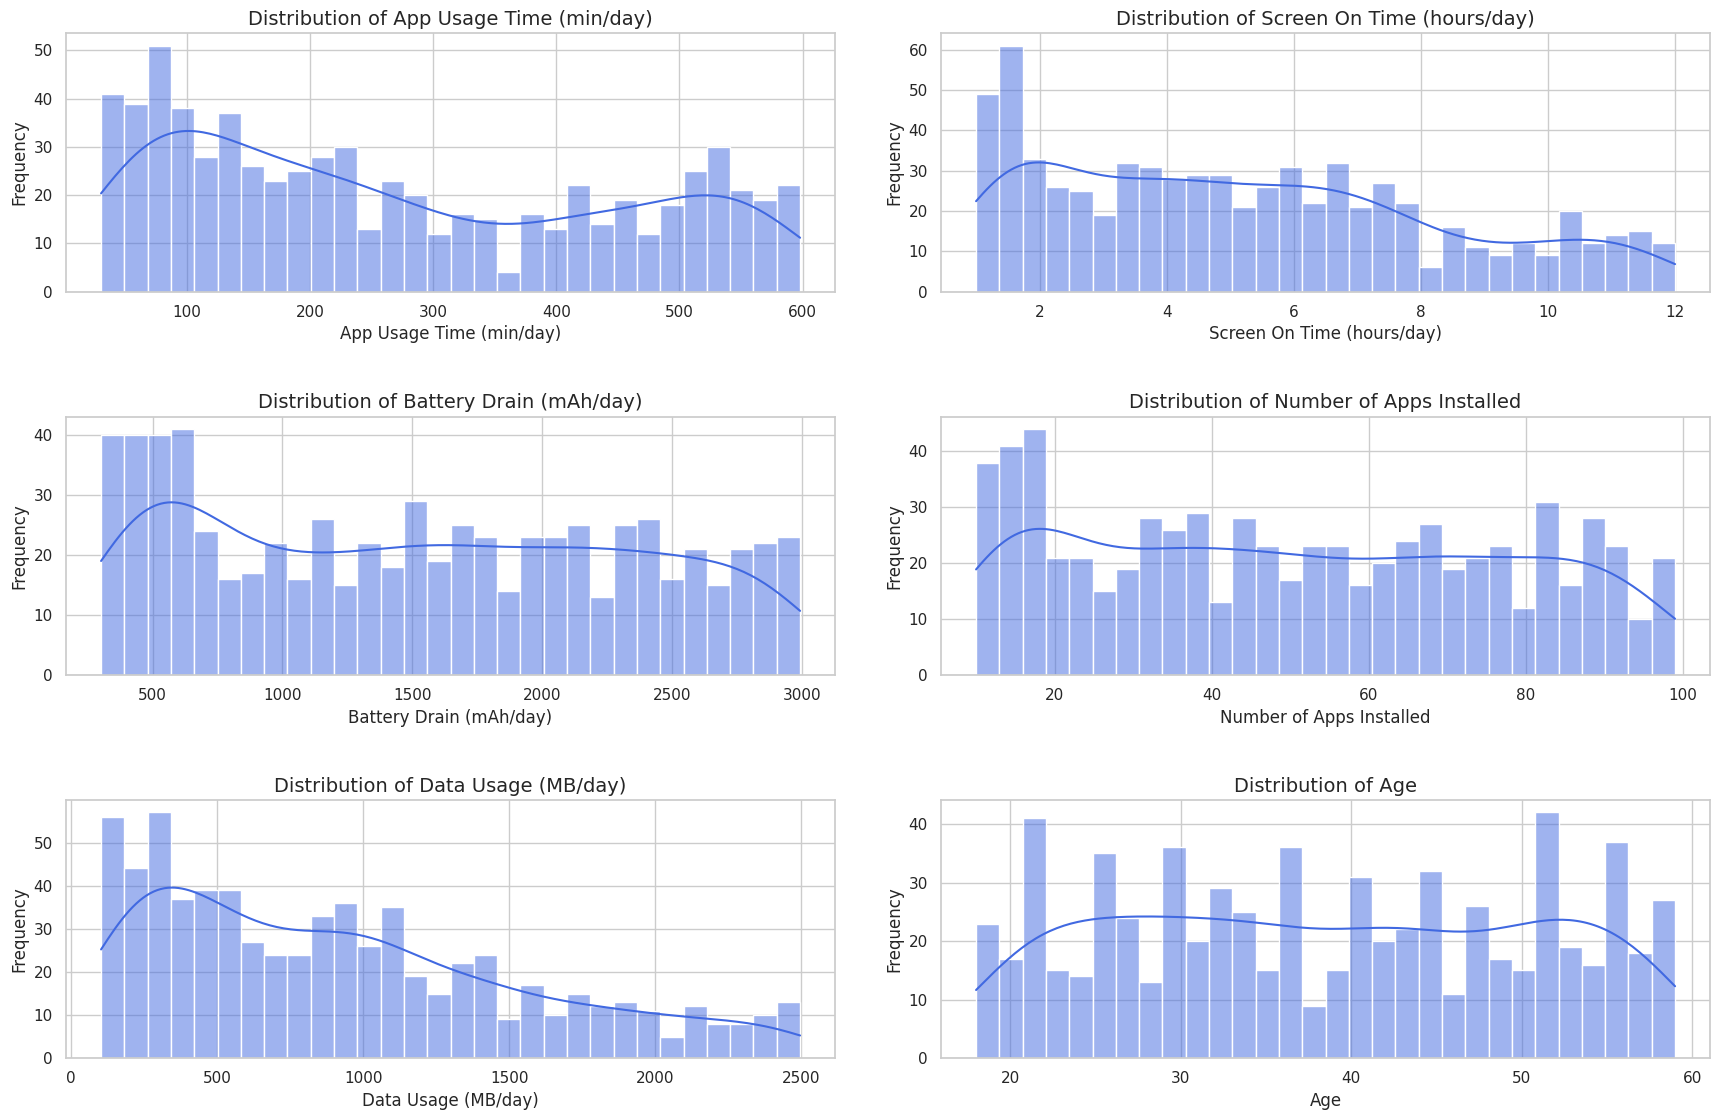 Distribution of App Usage Time (min/day)
Frequency
50
40
30
20
10
0
100 200 300 400 500 600
App Usage Time (min/day)
Distribution of Screen On Time (hours/day)
Frequency
60
50
40
30
20
10
0
2 4 6 8 10 12
Screen On Time (hours/day)
Distribution of Battery Drain (mAh/day)
Frequency
40
30
20
10
0
500 1000 1500 2000 2500 3000
Battery Drain (mAh/day)
Distribution of Number of Apps Installed
Frequency
40
30
20
10
0
20 40 60 80 100
Number of Apps Installed
Distribution of Data Usage (MB/day)
Frequency
50
40
30
20
10
0
0 500 1000 1500 2000 2500
Data Usage (MB/day)
Distribution of Age
Frequency
40
30
20
10
0
20 30 40 50 60
Age